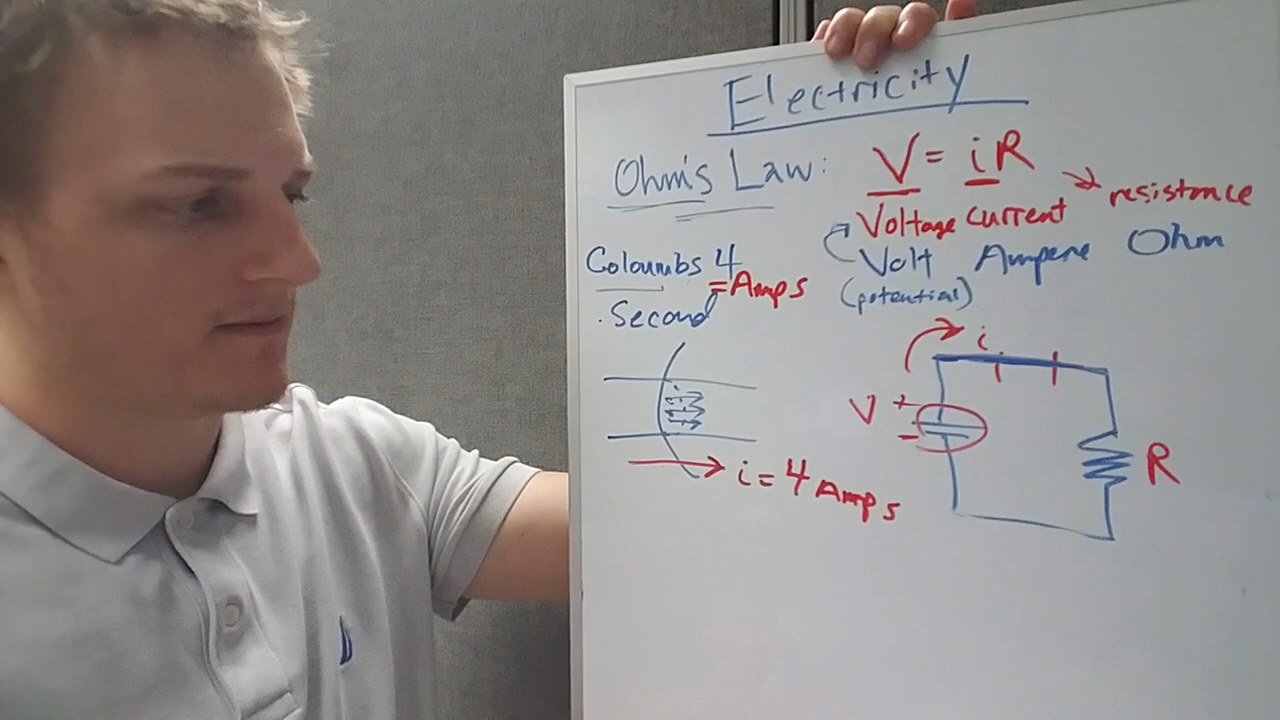 Electricity
Ohm's Law: V = iR
Voltage current resistance
Volt Ampere Ohm
(potential)
Coloumbs 4
= Amps
Second
i
V + -
R
i = 4 Amps